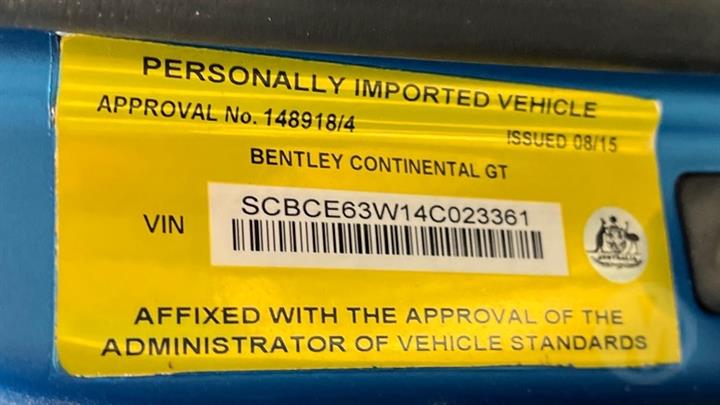 PERSONALLY IMPORTED VEHICLE
APPROVAL No. 148918/4
ISSUED 08/15
BENTLEY CONTINENTAL GT
VIN
SCBCE63W14C023361
AUSTRALIA
AFFIXED WITH THE APPROVAL OF THE
ADMINISTRATOR OF VEHICLE STANDARDS